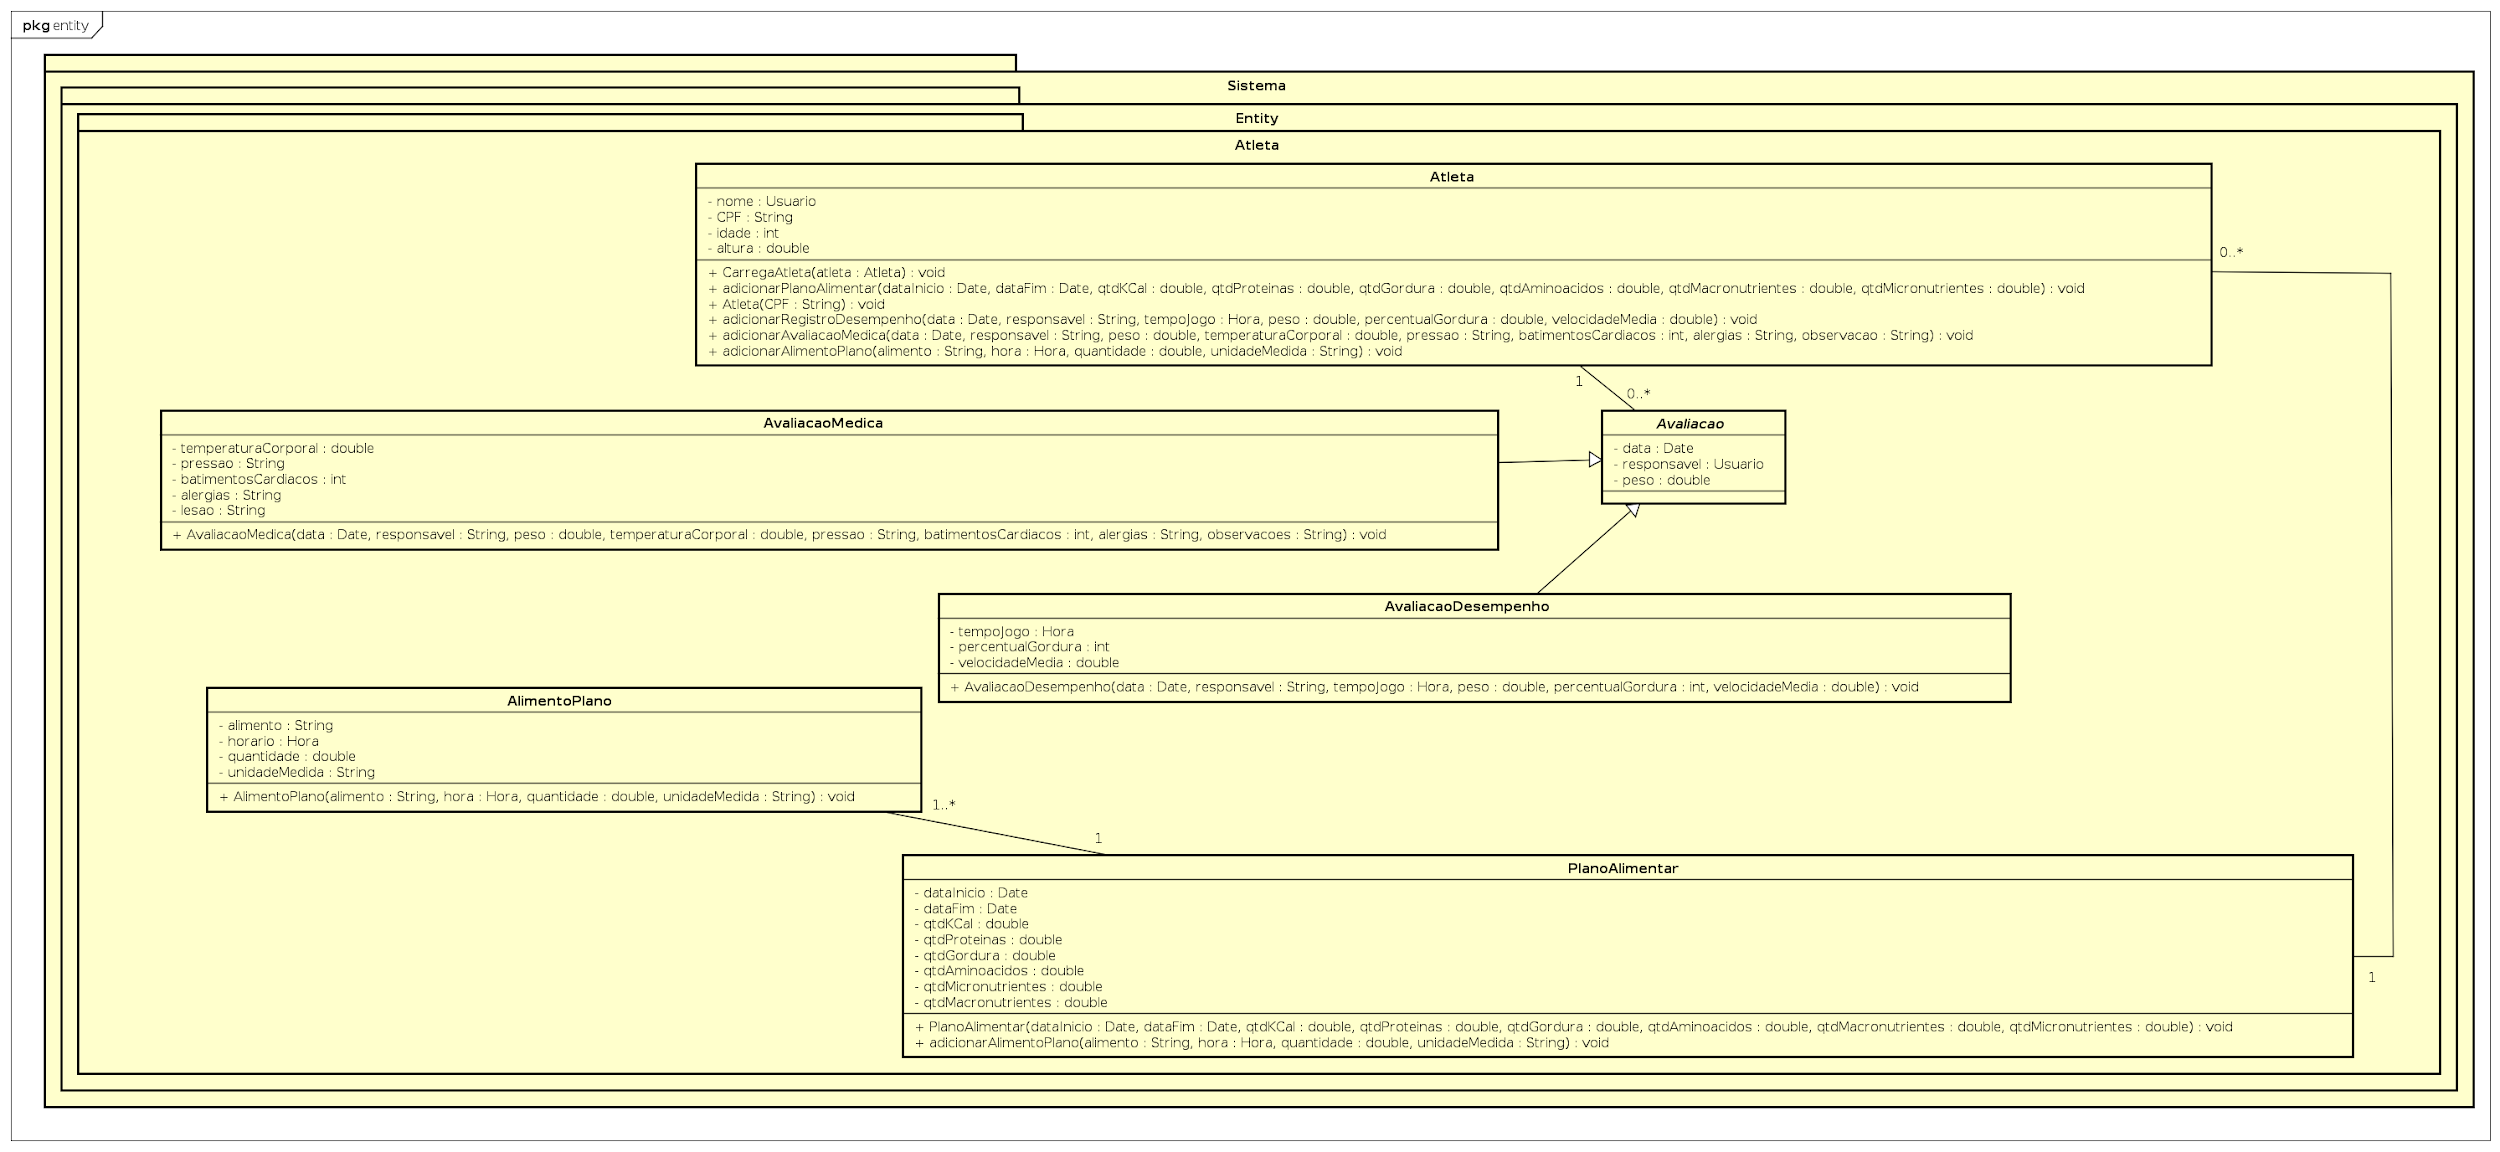 pkg entity
Sistema
Entity
Atleta
Atleta
- nome : Usuario
- CPF : String
- idade : int
- altura : double
+ CarregaAtleta(atleta : Atleta) : void
+ adicionarPlanoAlimentar(dataInicio : Date, dataFim : Date, qtdKCal : double, qtdProteinas : double, qtdGordura : double, qtdAminoacidos : double, qtdMacronutrientes : double, qtdMicronutrientes : double) : void
+ Atleta(CPF : String) : void
+ adicionarRegistroDesempenho(data : Date, responsavel : String, tempoJogo : Hora, peso : double, percentualGordura : double, velocidadeMedia : double) : void
+ adicionarAvaliacaoMedica(data : Date, responsavel : String, peso : double, temperaturaCorporal : double, pressao : String, batimentosCardiacos : int, alergias : String, observacao : String) : void
+ adicionarAlimentoPlano(alimento : String, hora : Hora, quantidade : double, unidadeMedida : String) : void
0..*
1
0..*
AvaliacaoMedica
- temperaturaCorporal : double
- pressao : String
- batimentosCardiacos : int
- alergias : String
- lesao : String
+ AvaliacaoMedica(data : Date, responsavel : String, peso : double, temperaturaCorporal : double, pressao : String, batimentosCardiacos : int, alergias : String, observacoes : String) : void
Avaliacao
- data : Date
- responsavel : Usuario
- peso : double
AvaliacaoDesempenho
- tempoJogo : Hora
- percentualGordura : int
- velocidadeMedia : double
+ AvaliacaoDesempenho(data : Date, responsavel : String, tempoJogo : Hora, peso : double, percentualGordura : int, velocidadeMedia : double) : void
AlimentoPlano
- alimento : String
- horario : Hora
- quantidade : double
- unidadeMedida : String
+ AlimentoPlano(alimento : String, hora : Hora, quantidade : double, unidadeMedida : String) : void
1..*
1
PlanoAlimentar
- dataInicio : Date
- dataFim : Date
- qtdKCal : double
- qtdProteinas : double
- qtdGordura : double
- qtdAminoacidos : double
- qtdMicronutrientes : double
- qtdMacronutrientes : double
+ PlanoAlimentar(dataInicio : Date, dataFim : Date, qtdKCal : double, qtdProteinas : double, qtdGordura : double, qtdAminoacidos : double, qtdMacronutrientes : double, qtdMicronutrientes : double) : void
+ adicionarAlimentoPlano(alimento : String, hora : Hora, quantidade : double, unidadeMedida : String) : void
1